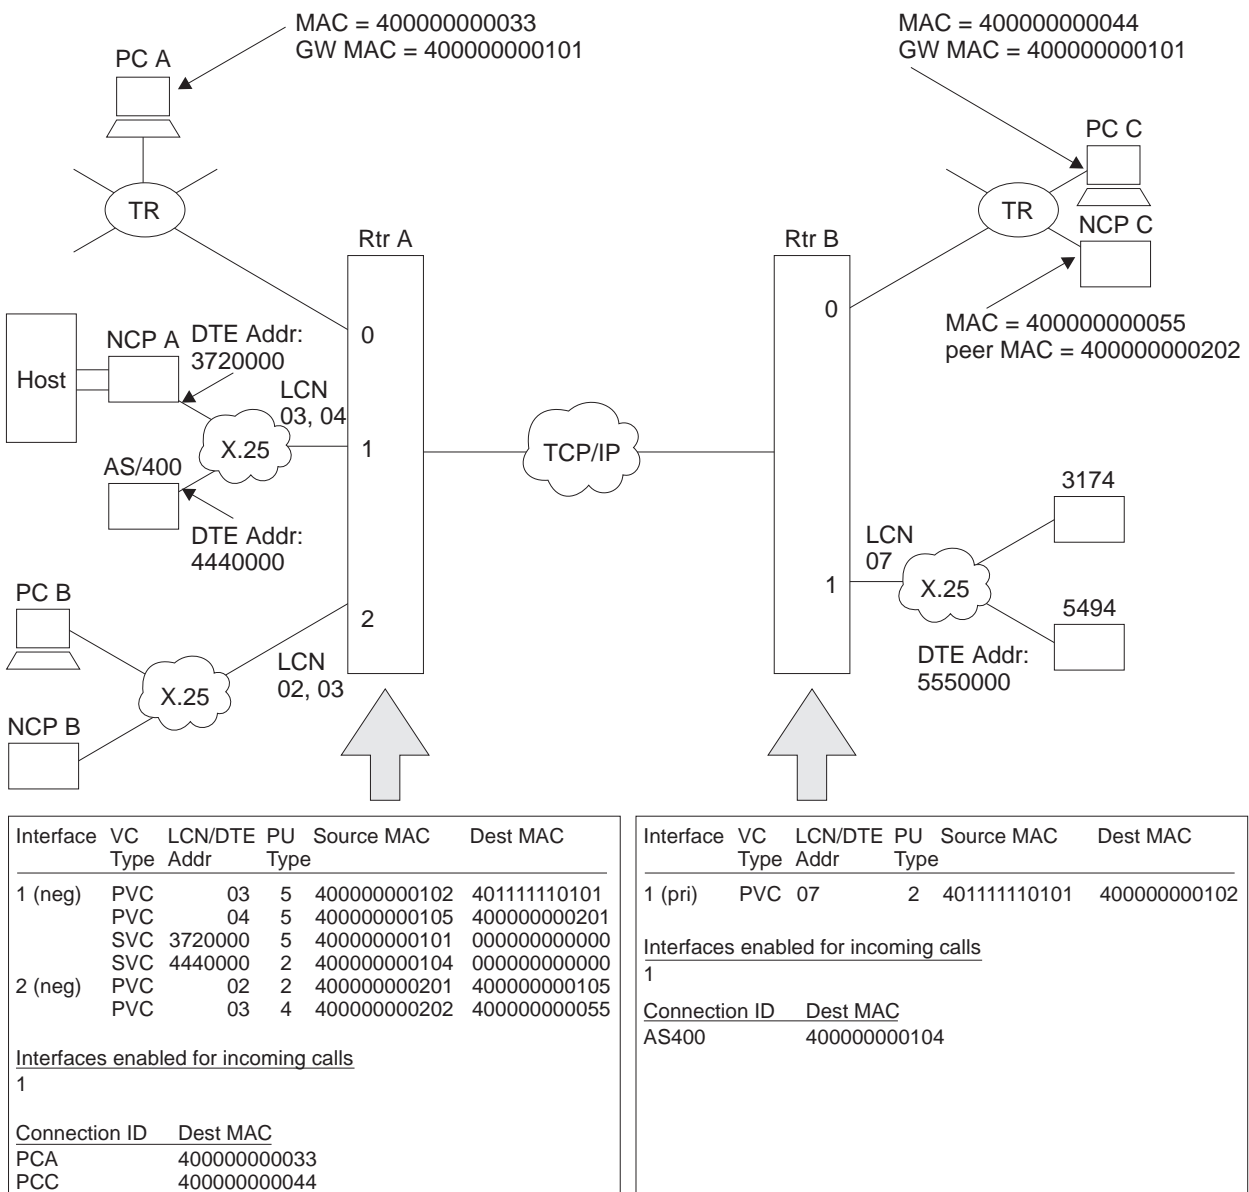 MAC = 400000000033
GW MAC = 400000000101
PC A
TR
MAC = 400000000044
GW MAC = 400000000101
PC C
TR
NCP C
MAC = 400000000055
peer MAC = 400000000202
Rtr A
0
1
2
Rtr B
0
1
Host
NCP A
DTE Addr:
3720000
LCN
03, 04
X.25
AS/400
DTE Addr:
4440000
TCP/IP
3174
LCN
07
X.25
5494
DTE Addr:
5550000
PC B
X.25
LCN
02, 03
NCP B
Interface VC LCN/DTE PU Source MAC Dest MAC
Type Addr Type
1 (neg) PVC 03 5 400000000102 401111110101
PVC 04 5 400000000105 400000000201
SVC 3720000 5 400000000101 000000000000
SVC 4440000 2 400000000104 000000000000
2 (neg) PVC 02 2 400000000201 400000000105
PVC 03 4 400000000202 400000000055
Interfaces enabled for incoming calls
1
Connection ID Dest MAC
PCA 400000000033
PCC 400000000044
Interface VC LCN/DTE PU Source MAC Dest MAC
Type Addr Type
1 (pri) PVC 07 2 401111110101 400000000102
Interfaces enabled for incoming calls
1
Connection ID Dest MAC
AS400 400000000104